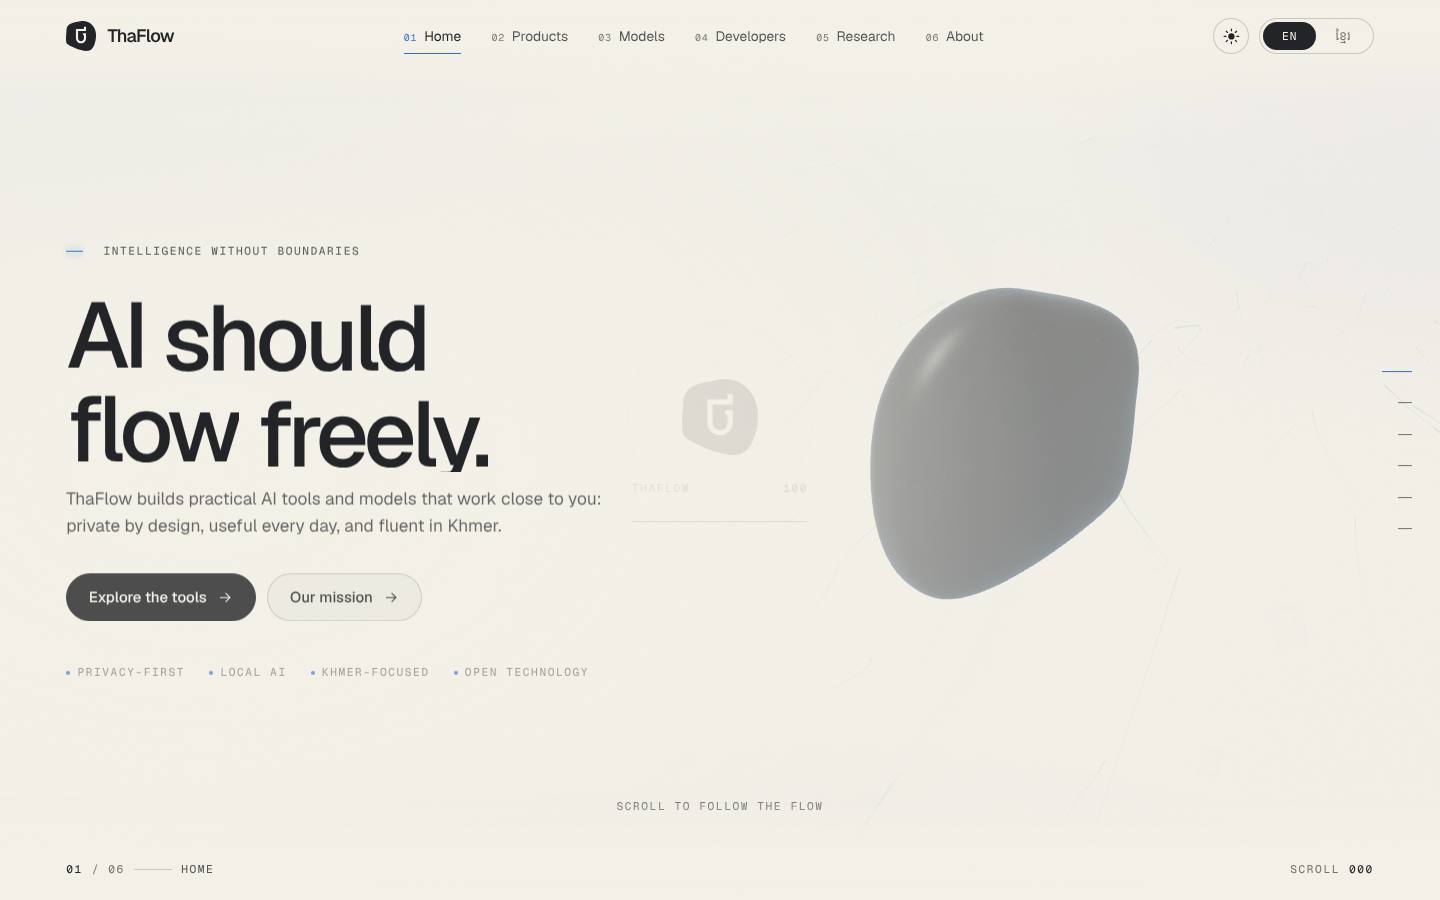 ThaFlow
01 Home
02 Products
03 Models
04 Developers
05 Research
06 About
EN
ខ្មែរ
INTELLIGENCE WITHOUT BOUNDARIES
AI should
flow freely.
ThaFlow builds practical AI tools and models that work close to you:
private by design, useful every day, and fluent in Khmer.
THAFLOW 100
Explore the tools →
Our mission →
PRIVACY-FIRST
LOCAL AI
KHMER-FOCUSED
OPEN TECHNOLOGY
SCROLL TO FOLLOW THE FLOW
01 / 06 HOME
SCROLL 000